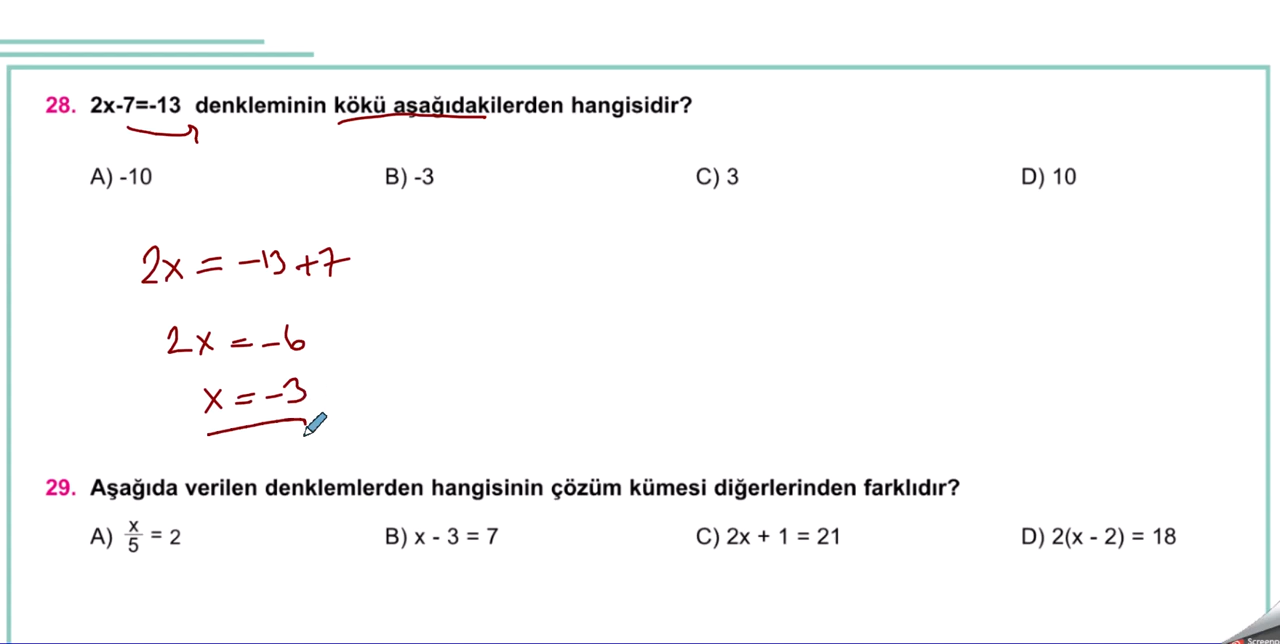 28. 2x-7=-13 denkleminin kökü aşağıdakilerden hangisidir?
A) -10 B) -3 C) 3 D) 10
2x = -13+7
2x = -6
x = -3
29. Aşağıda verilen denklemlerden hangisinin çözüm kümesi diğerlerinden farklıdır?
A) x/5 = 2 B) x - 3 = 7 C) 2x + 1 = 21 D) 2(x - 2) = 18